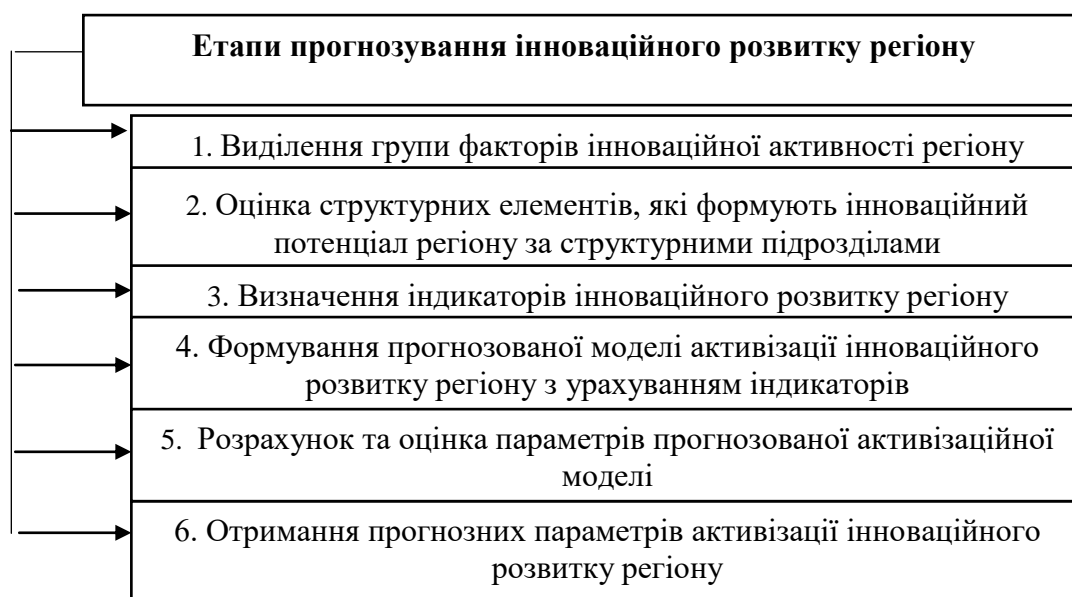 Етапи прогнозування інноваційного розвитку регіону
1. Виділення групи факторів інноваційної активності регіону
2. Оцінка структурних елементів, які формують інноваційний
потенціал регіону за структурними підрозділами
3. Визначення індикаторів інноваційного розвитку регіону
4. Формування прогнозованої моделі активізації інноваційного
розвитку регіону з урахуванням індикаторів
5. Розрахунок та оцінка параметрів прогнозованої активізаційної
моделі
6. Отримання прогнозних параметрів активізації інноваційного
розвитку регіону